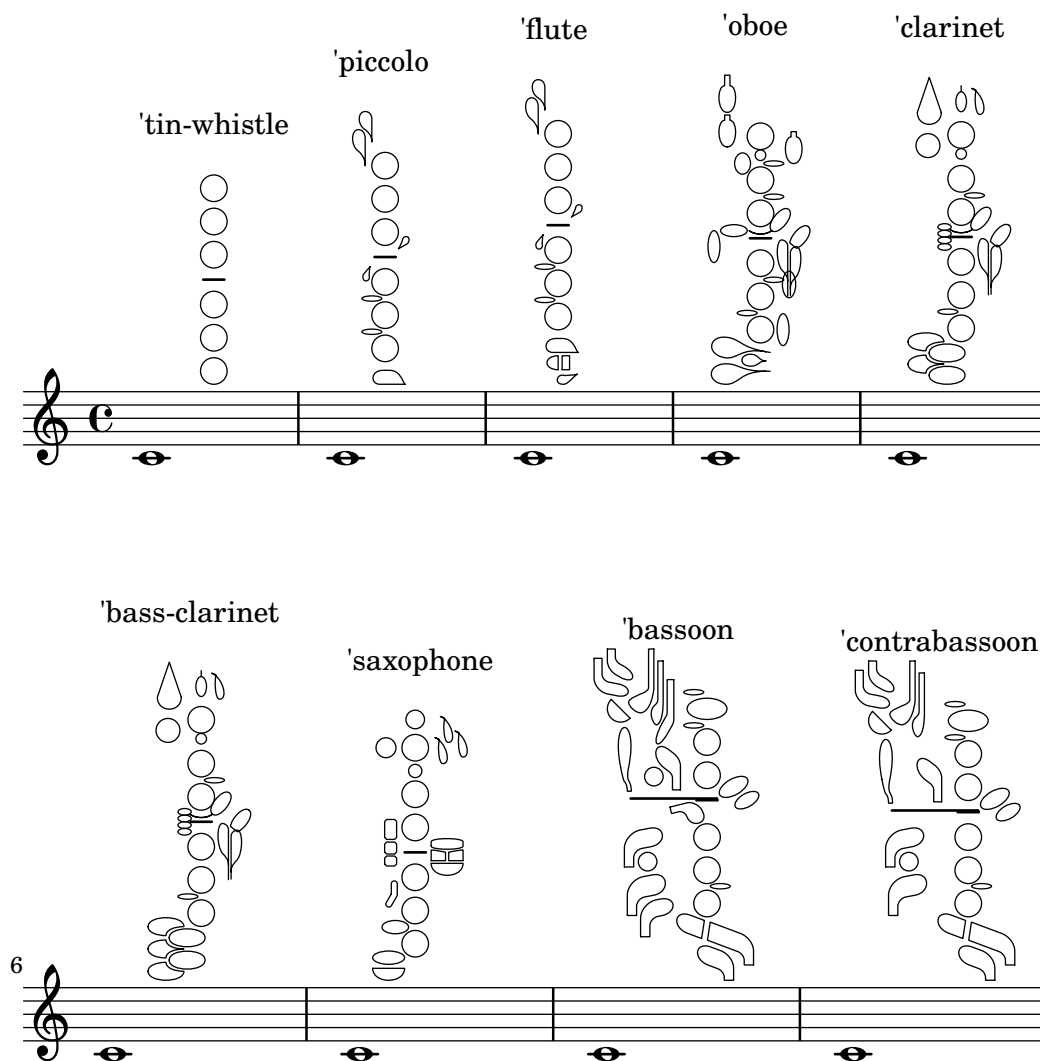 'tin-whistle
'piccolo
'flute
'oboe
'clarinet
'bass-clarinet
'saxophone
'bassoon
'contrabassoon
6